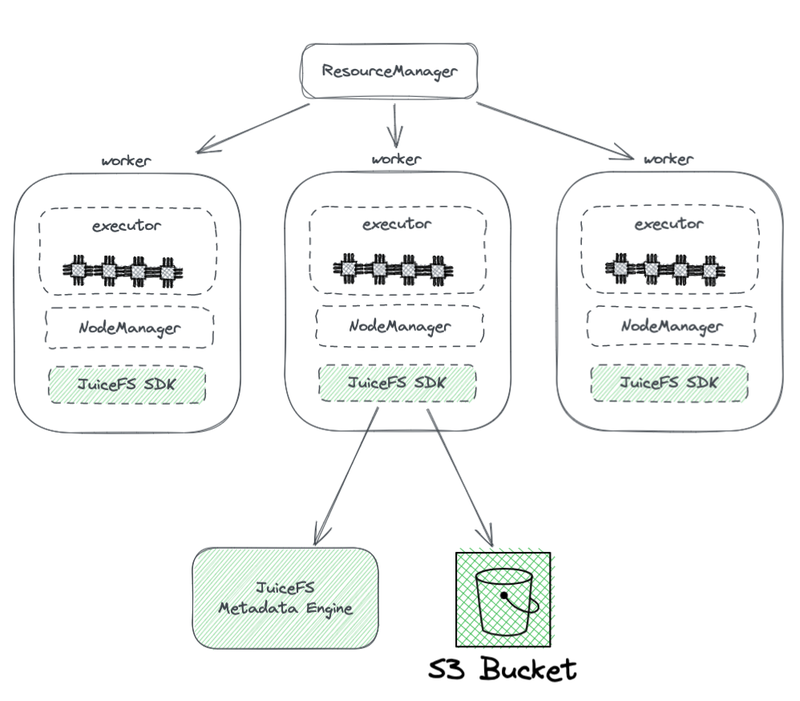 ResourceManager
worker
worker
worker
executor
executor
executor
NodeManager
NodeManager
NodeManager
JuiceFS SDK
JuiceFS SDK
JuiceFS SDK
JuiceFS
Metadata Engine
S3 Bucket